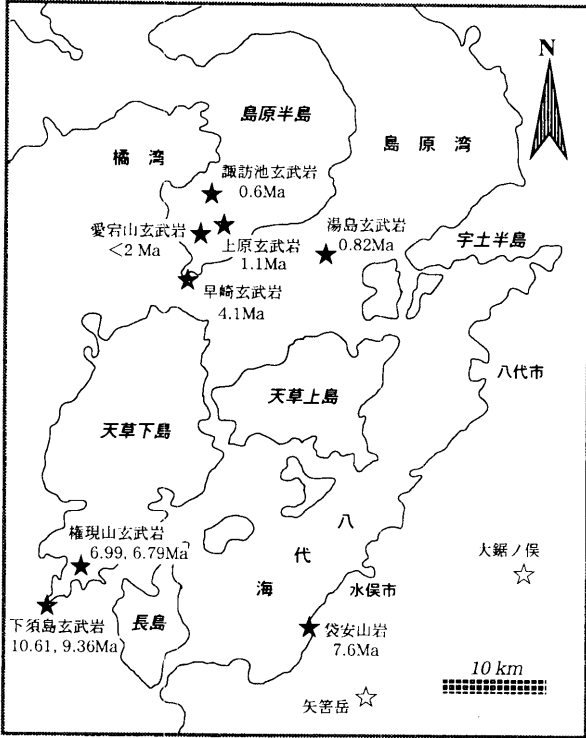 N
島原半島
島原湾
橘湾
諏訪池玄武岩
0.6Ma
愛宕山玄武岩
<2 Ma
上原玄武岩
1.1Ma
湯島玄武岩
0.82Ma
宇土半島
早崎玄武岩
4.1Ma
八代市
天草上島
天草下島
権現山玄武岩
6.99, 6.79Ma
八代海
大鋸ノ俣
水俣市
下須島玄武岩
10.61, 9.36Ma
長島
袋安山岩
7.6Ma
10 km
矢筈岳